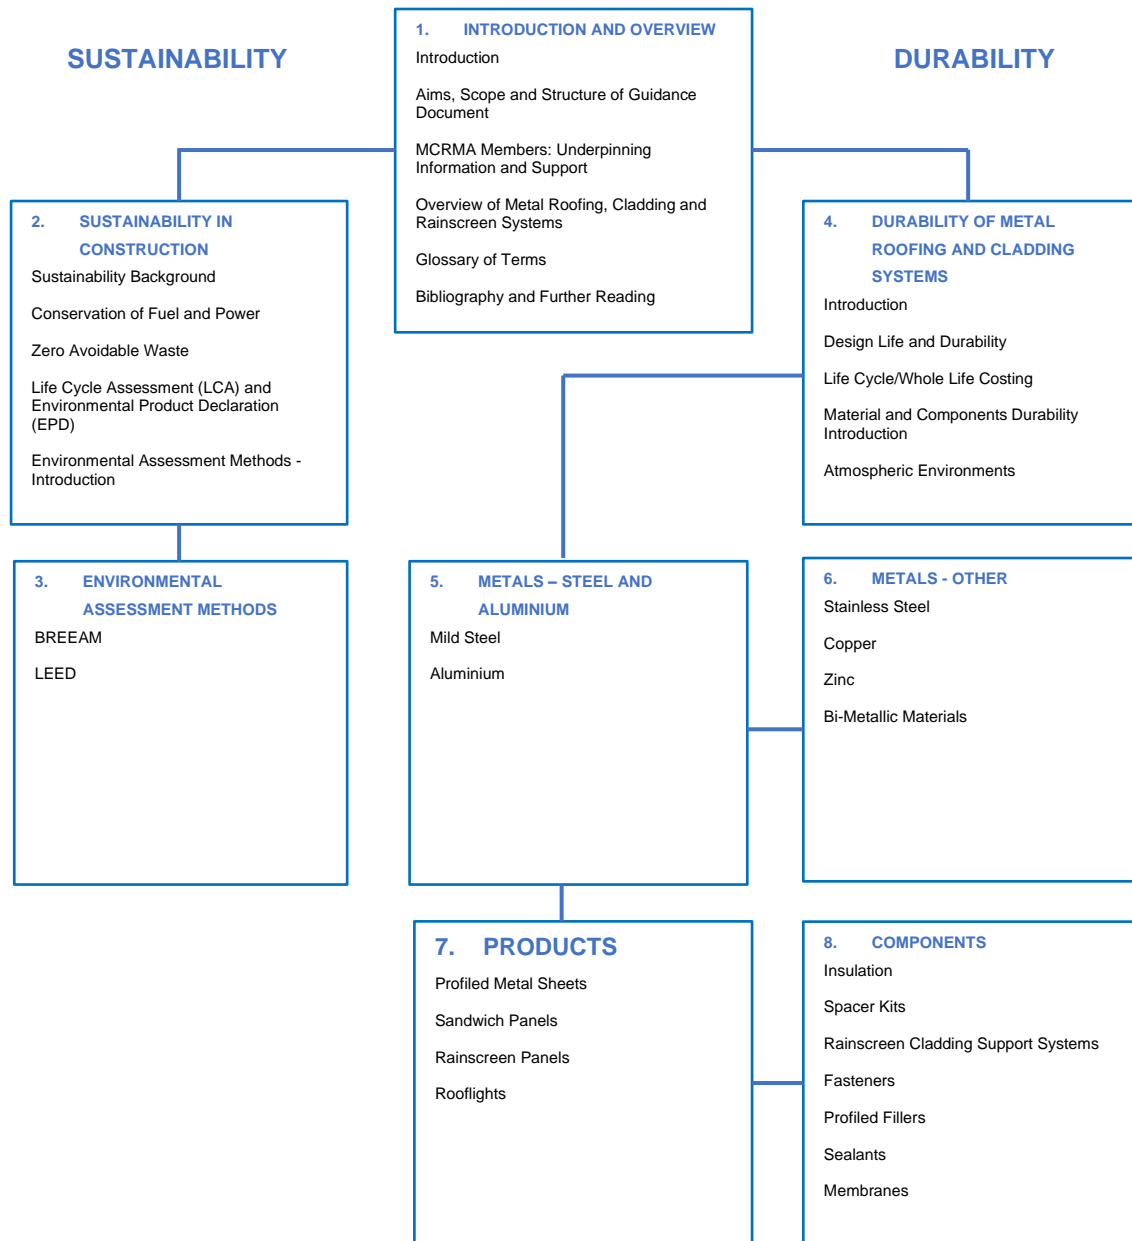 SUSTAINABILITY
DURABILITY
1. INTRODUCTION AND OVERVIEW
Introduction
Aims, Scope and Structure of Guidance
Document
MCRMA Members: Underpinning
Information and Support
Overview of Metal Roofing, Cladding and
Rainscreen Systems
Glossary of Terms
Bibliography and Further Reading
2. SUSTAINABILITY IN
CONSTRUCTION
Sustainability Background
Conservation of Fuel and Power
Zero Avoidable Waste
Life Cycle Assessment (LCA) and
Environmental Product Declaration
(EPD)
Environmental Assessment Methods -
Introduction
3. ENVIRONMENTAL
ASSESSMENT METHODS
BREEAM
LEED
4. DURABILITY OF METAL
ROOFING AND CLADDING
SYSTEMS
Introduction
Design Life and Durability
Life Cycle/Whole Life Costing
Material and Components Durability
Introduction
Atmospheric Environments
5. METALS – STEEL AND
ALUMINIUM
Mild Steel
Aluminium
6. METALS - OTHER
Stainless Steel
Copper
Zinc
Bi-Metallic Materials
7. PRODUCTS
Profiled Metal Sheets
Sandwich Panels
Rainscreen Panels
Rooflights
8. COMPONENTS
Insulation
Spacer Kits
Rainscreen Cladding Support Systems
Fasteners
Profiled Fillers
Sealants
Membranes